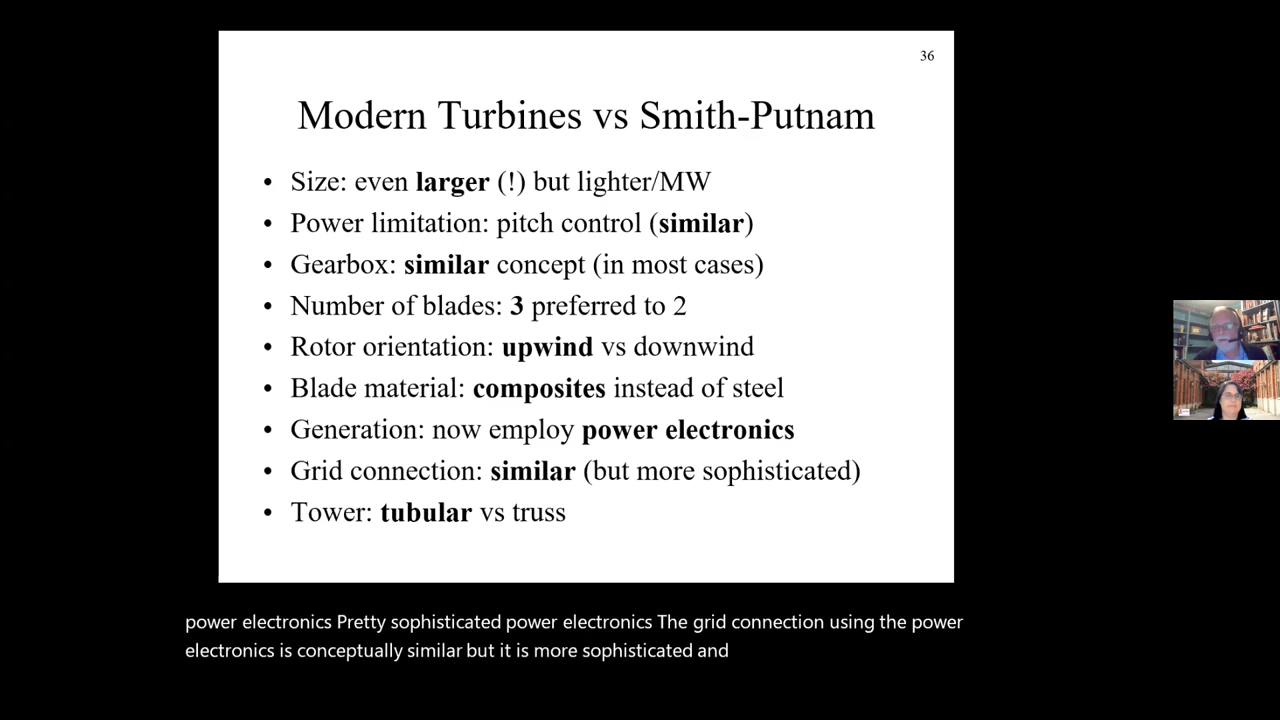 36
Modern Turbines vs Smith-Putnam
• Size: even larger (!) but lighter/MW
• Power limitation: pitch control (similar)
• Gearbox: similar concept (in most cases)
• Number of blades: 3 preferred to 2
• Rotor orientation: upwind vs downwind
• Blade material: composites instead of steel
• Generation: now employ power electronics
• Grid connection: similar (but more sophisticated)
• Tower: tubular vs truss
power electronics Pretty sophisticated power electronics The grid connection using the power
electronics is conceptually similar but it is more sophisticated and